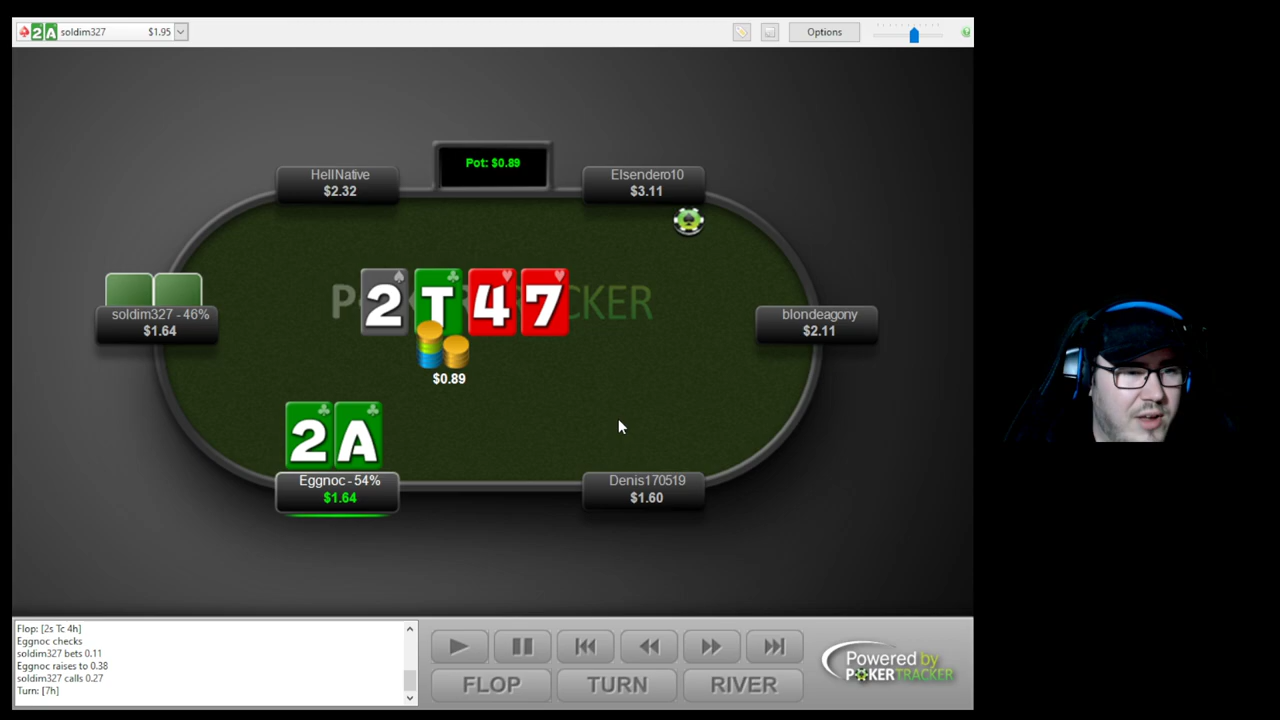 2A soldim327 $1.95
Options
Pot: $0.89
HellNative
$2.32
Elsendero10
$3.11
2 T 4 7
soldim327 - 46%
$1.64
blondeagony
$2.11
$0.89
2 A
Eggnoc - 54%
$1.64
Denis170519
$1.60
Flop: [2s Tc 4h]
Eggnoc checks
soldim327 bets 0.11
Eggnoc raises to 0.38
soldim327 calls 0.27
Turn: [7h]
FLOP TURN RIVER
Powered by
POKERTRACKER